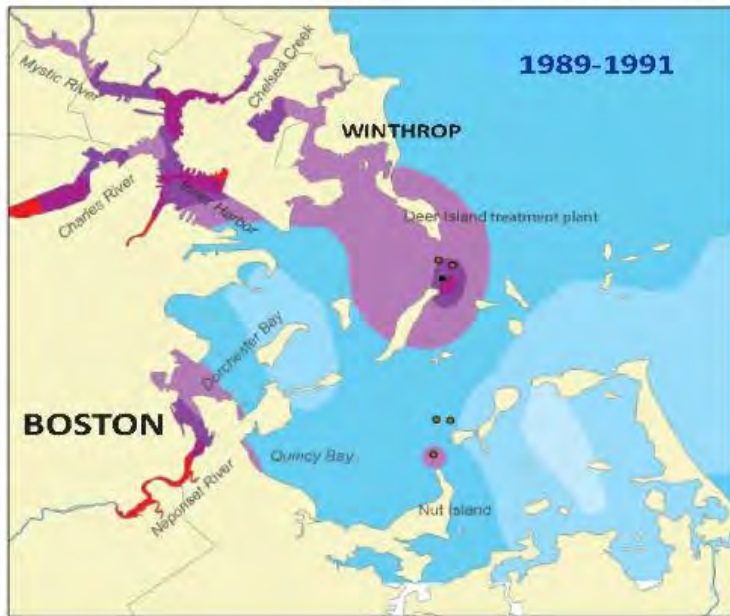 1989-1991
Mystic River
Chelsea Creek
WINTHROP
Charles River
Inner Harbor
Deer Island treatment plant
Dorchester Bay
BOSTON
Quincy Bay
Neponset River
Nut Island